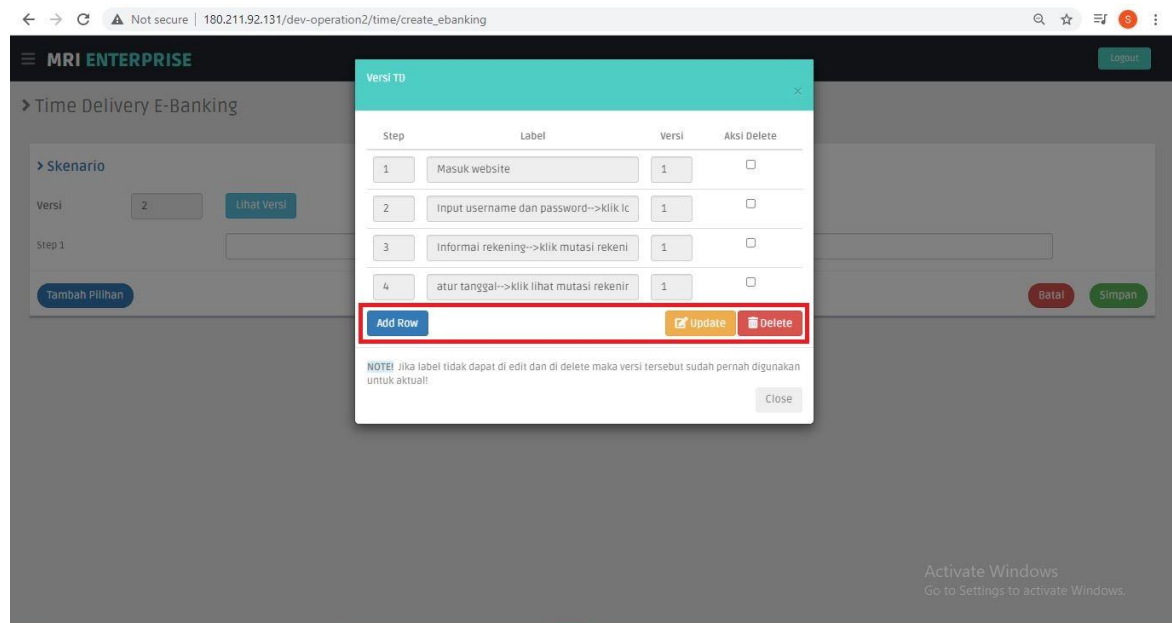 Not secure | 180.211.92.131/dev-operation2/time/create_ebanking
S
MRI ENTERPRISE
Logout
Time Delivery E-Banking
Skenario
Versi 2 Lihat Versi
Step 1
Tambah Pilihan
Batal Simpan
Versi TD
×
Step Label Versi Aksi Delete
1 Masuk website 1
2 Input username dan password-->klik lo 1
3 Informai rekening-->klik mutasi rekeni 1
4 atur tanggal-->klik lihat mutasi rekenir 1
Add Row Update Delete
NOTE! Jika label tidak dapat di edit dan di delete maka versi tersebut sudah pernah digunakan
untuk aktual!
Close
Activate Windows
Go to Settings to activate Windows.